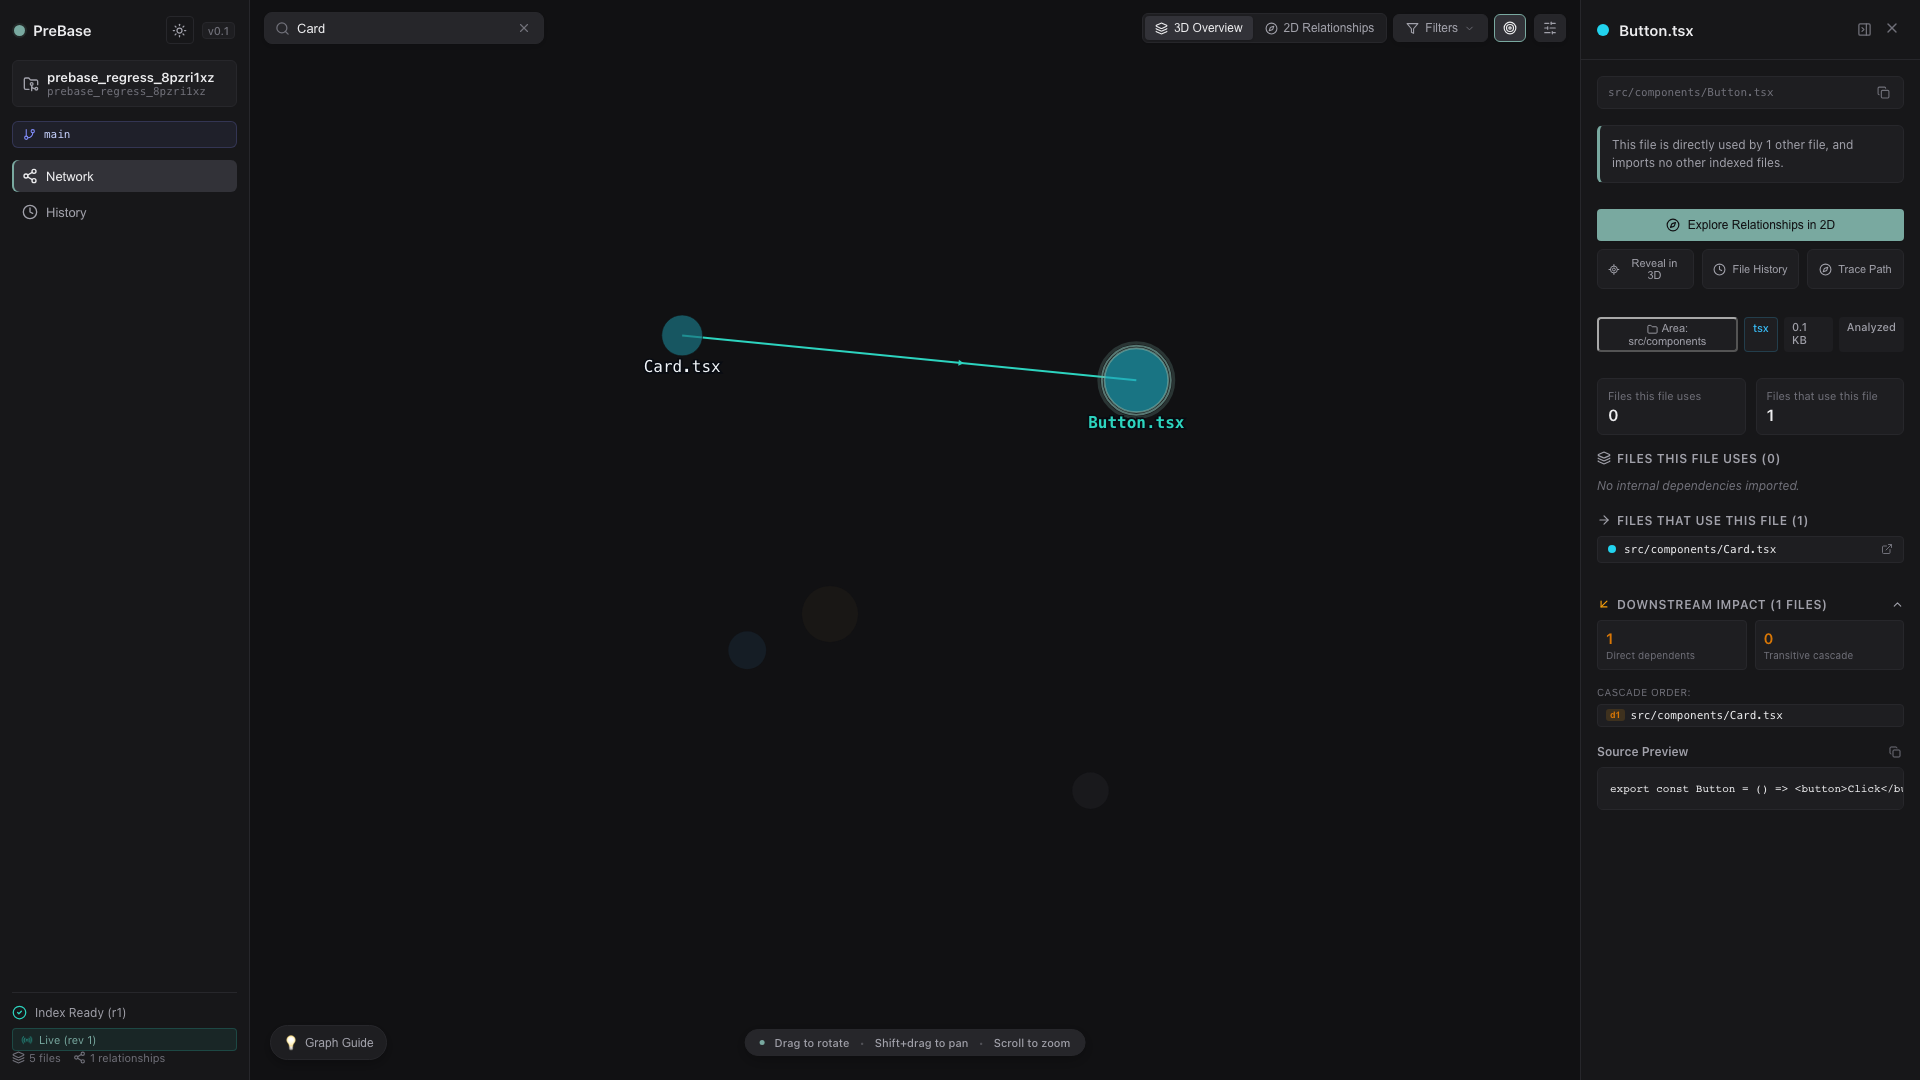 PreBase
v0.1
prebase_regress_8pzri1xz
prebase_regress_8pzri1xz
main
Network
History
Index Ready (r1)
Live (rev 1)
5 files
1 relationships
Card
3D Overview
2D Relationships
Filters
Card.tsx
Button.tsx
Graph Guide
Drag to rotate · Shift+drag to pan · Scroll to zoom
Button.tsx
src/components/Button.tsx
This file is directly used by 1 other file, and
imports no other indexed files.
Explore Relationships in 2D
Reveal in
3D
File History
Trace Path
Area:
src/components
tsx
0.1
KB
Analyzed
Files this file uses
0
Files that use this file
1
FILES THIS FILE USES (0)
No internal dependencies imported.
FILES THAT USE THIS FILE (1)
src/components/Card.tsx
DOWNSTREAM IMPACT (1 FILES)
1
Direct dependents
0
Transitive cascade
CASCADE ORDER:
d1 src/components/Card.tsx
Source Preview
export const Button = () => <button>Click</bu